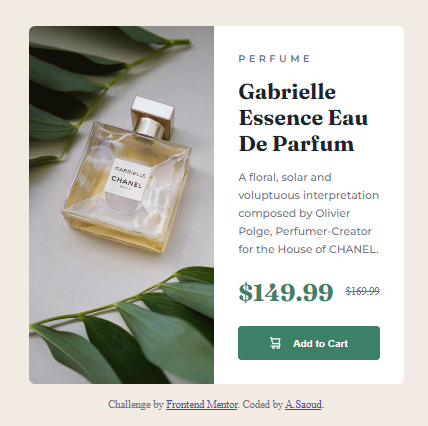 PERFUME
Gabrielle
Essence Eau
De Parfum
A floral, solar and
voluptuous interpretation
composed by Olivier
Polge, Perfumer-Creator
for the House of CHANEL.
$149.99 $169.99
Add to Cart
GABRIELLE
CHANEL
Challenge by Frontend Mentor. Coded by A.Saoud.